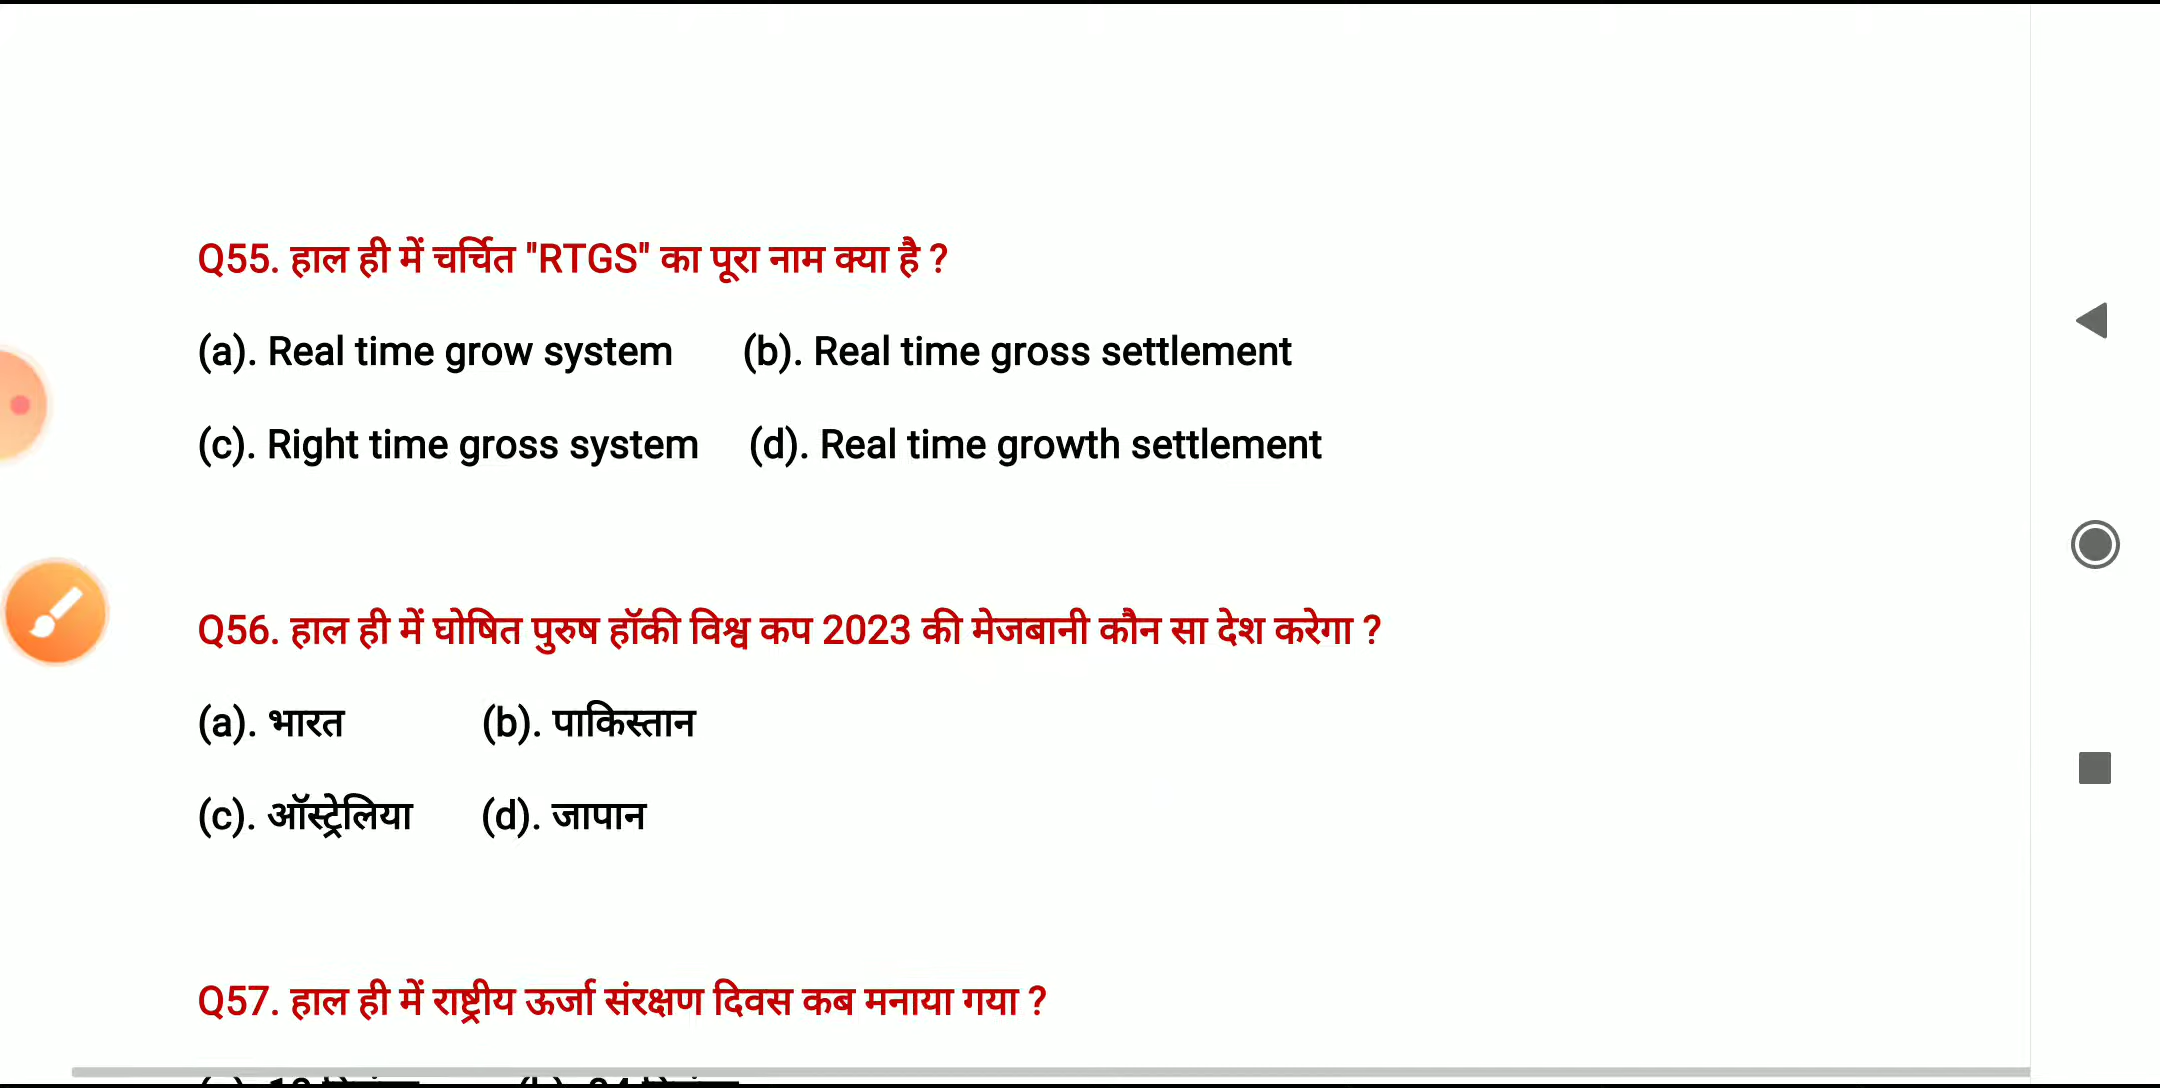 Q55. हाल ही में चर्चित "RTGS" का पूरा नाम क्या है ?
(a). Real time grow system (b). Real time gross settlement
(c). Right time gross system (d). Real time growth settlement
Q56. हाल ही में घोषित पुरुष हॉकी विश्व कप 2023 की मेजबानी कौन सा देश करेगा ?
(a). भारत (b). पाकिस्तान
(c). ऑस्ट्रेलिया (d). जापान
Q57. हाल ही में राष्ट्रीय ऊर्जा संरक्षण दिवस कब मनाया गया ?